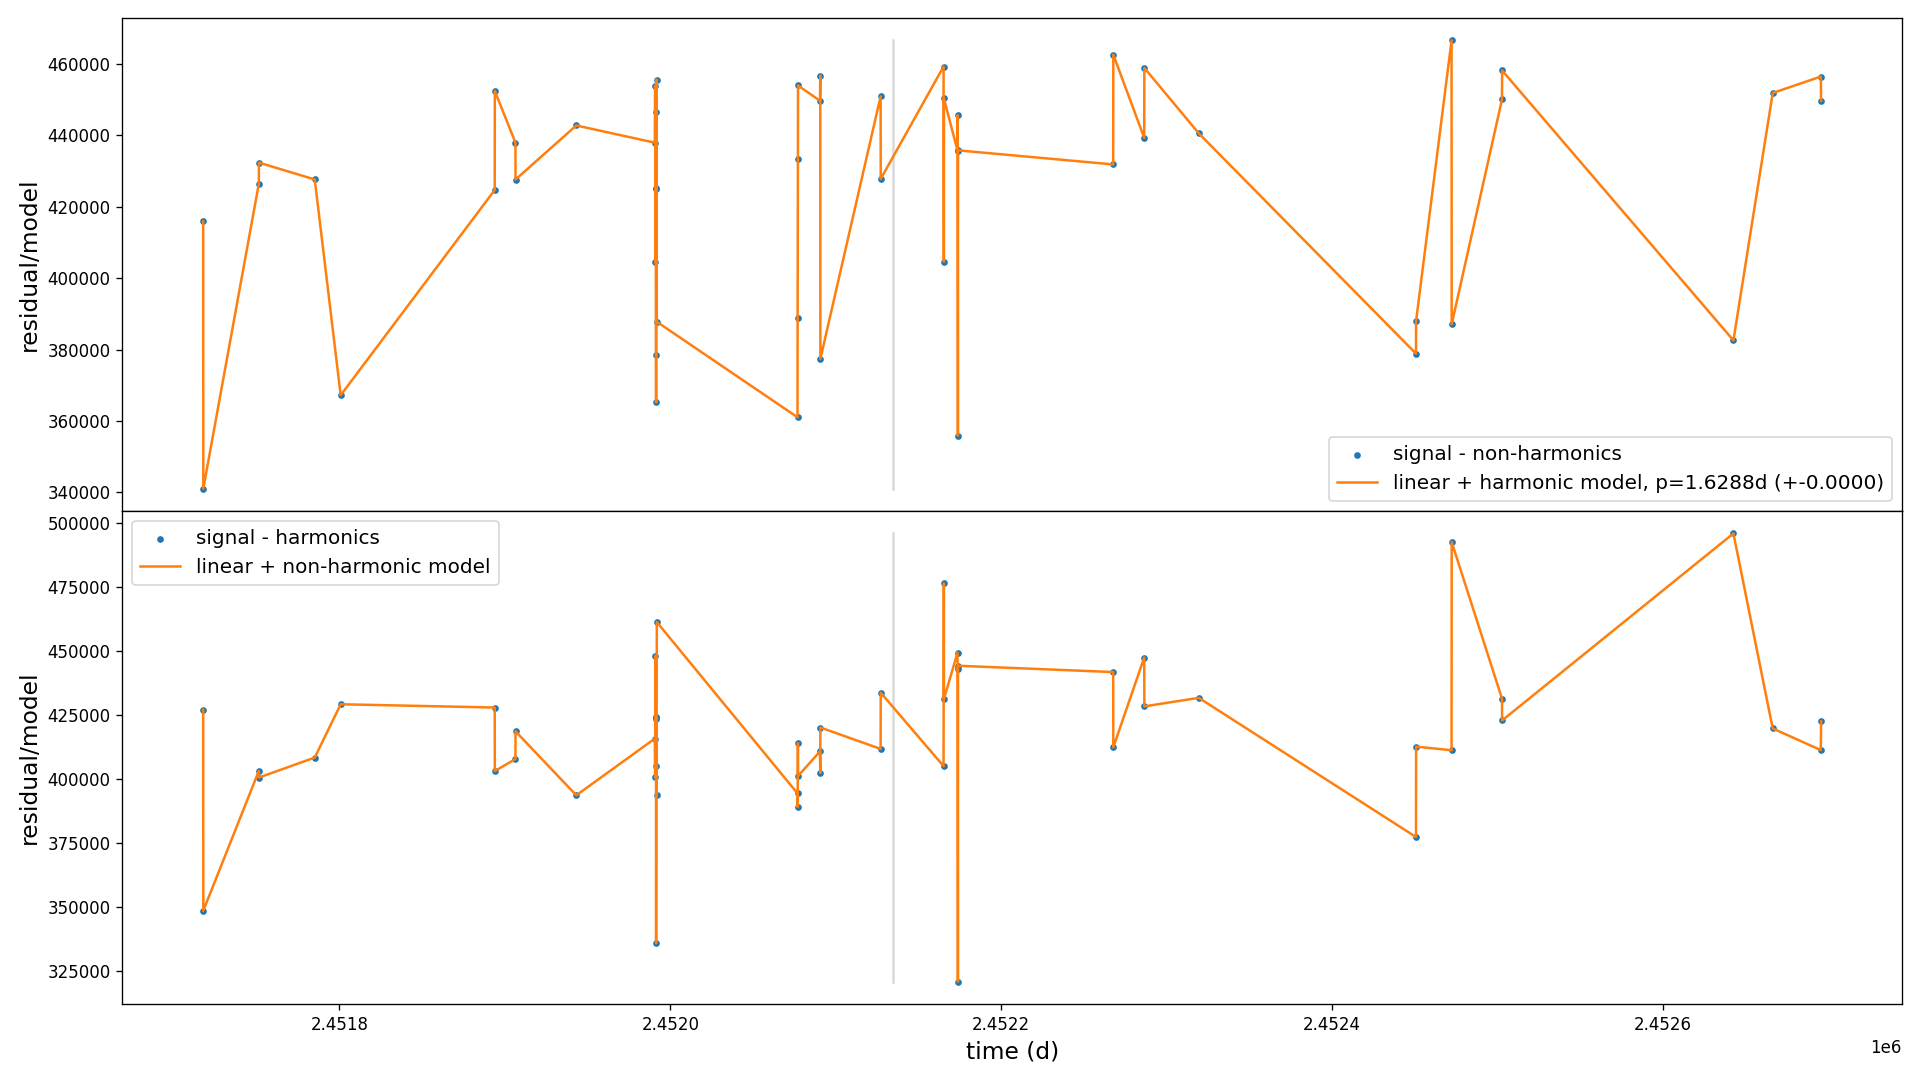 460000
440000
420000
400000
380000
360000
340000
residual/model
signal - non-harmonics
linear + harmonic model, p=1.6288d (+-0.0000)
500000
475000
450000
425000
400000
375000
350000
325000
residual/model
signal - harmonics
linear + non-harmonic model
2.4518
2.4520
2.4522
2.4524
2.4526
time (d)
1e6